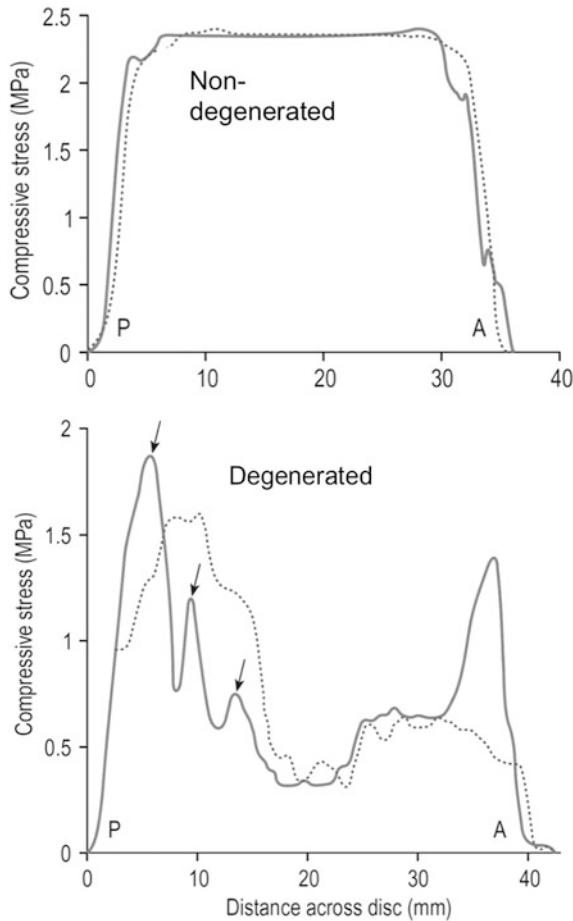 2.5
2
1.5
1
0.5
0
Compressive stress (MPa)
Non-
degenerated
P
A
0
10
20
30
40
2
1.5
1
0.5
0
Compressive stress (MPa)
Degenerated
P
A
0
10
20
30
40
Distance across disc (mm)